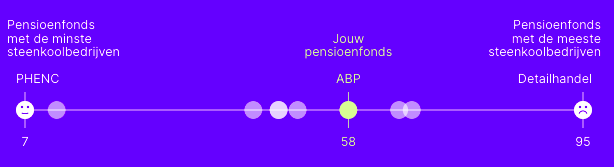 Pensioenfonds
met de minste
steenkoolbedrijven
PHENC
7
Jouw
pensioenfonds
ABP
58
Pensioenfonds
met de meeste
steenkoolbedrijven
Detailhandel
95